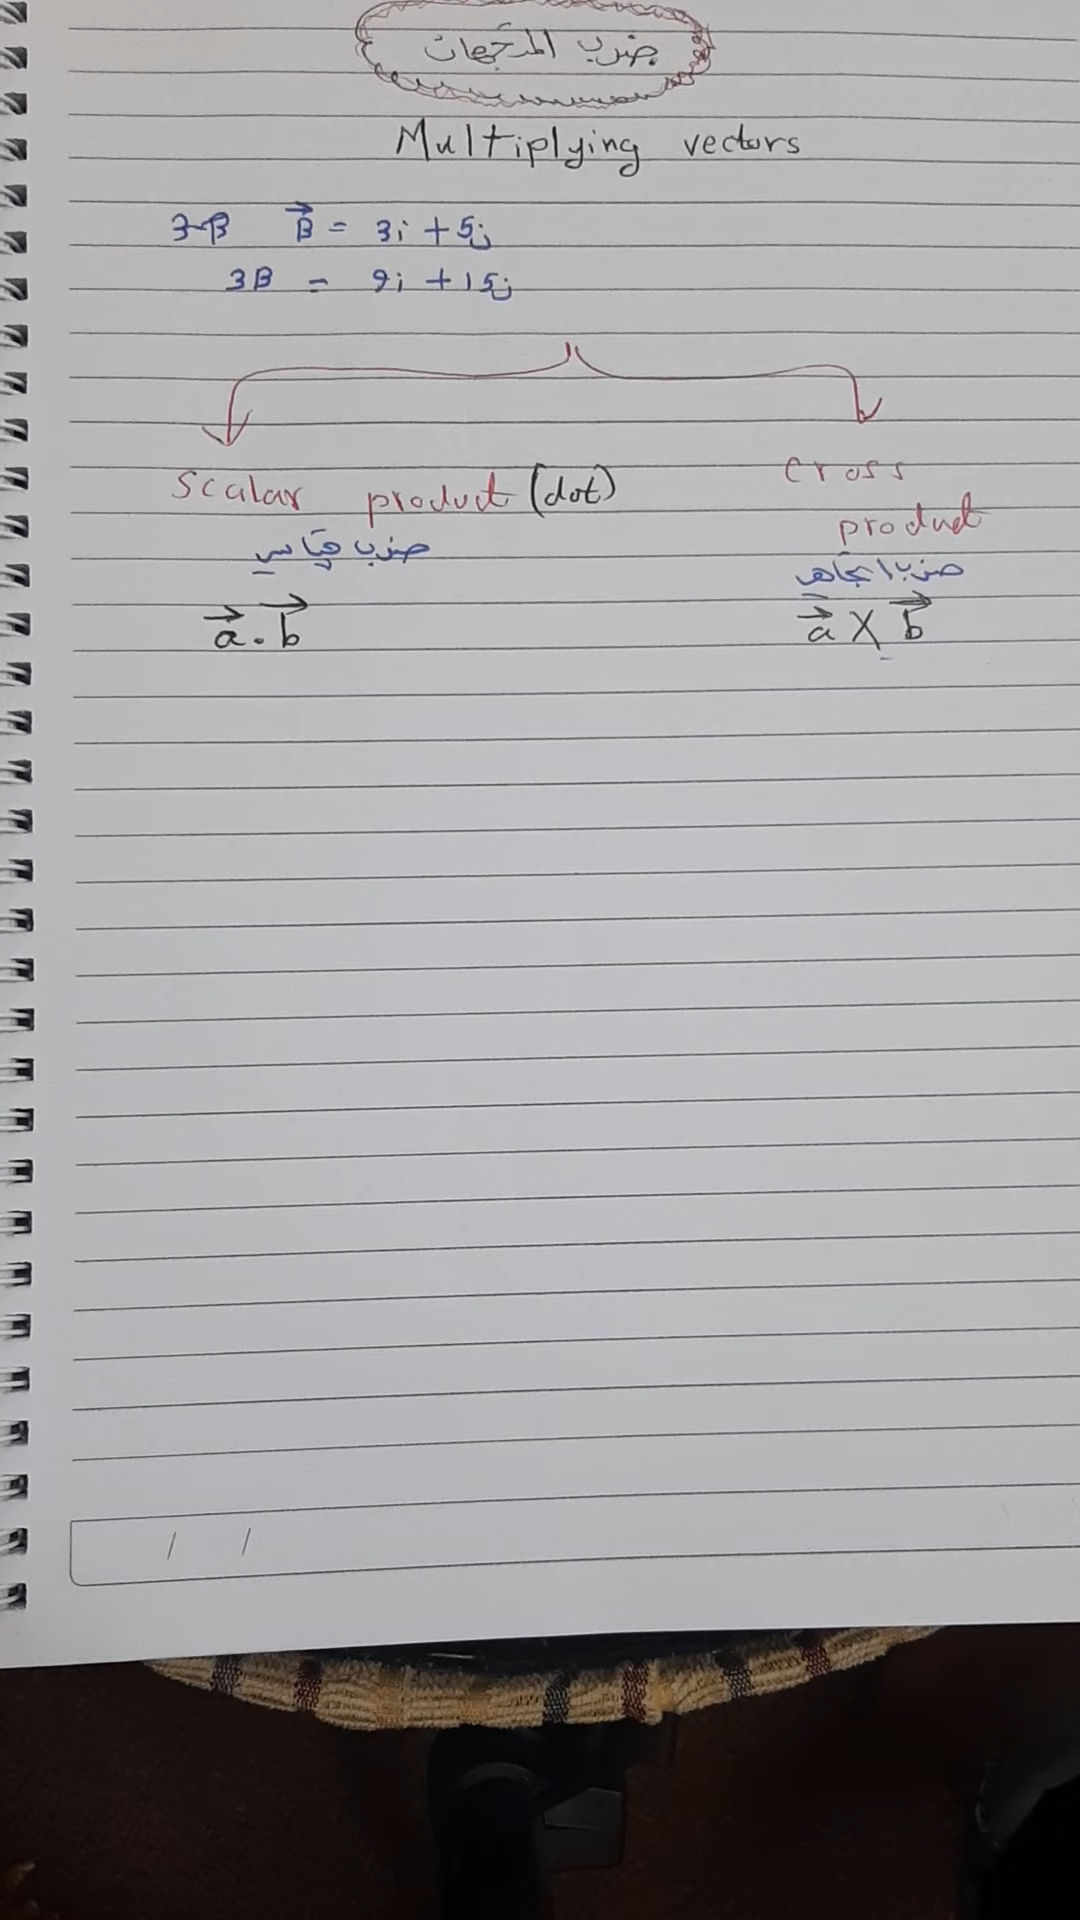 ضرب المتجهات
Multiplying vectors
3B B⃗ = 3i + 5j
3B = 9i + 15j
scalar product (dot)
ضرب قياسي
a⃗ . b⃗
cross
product
ضرب اتجاهي
a⃗ X b⃗
/ /